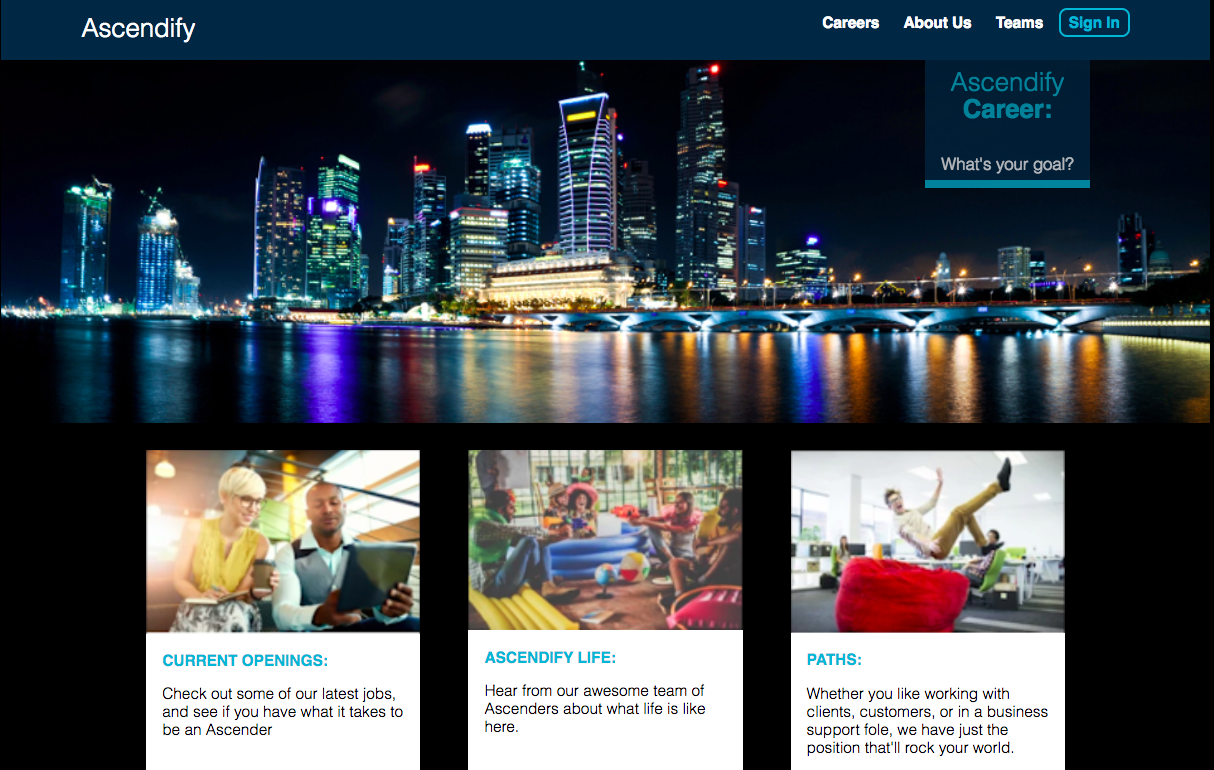 Ascendify
Careers About Us Teams Sign In
Ascendify
Career:
What's your goal?
CURRENT OPENINGS:
Check out some of our latest jobs,
and see if you have what it takes to
be an Ascender
ASCENDIFY LIFE:
Hear from our awesome team of
Ascenders about what life is like
here.
PATHS:
Whether you like working with
clients, customers, or in a business
support fole, we have just the
position that'll rock your world.